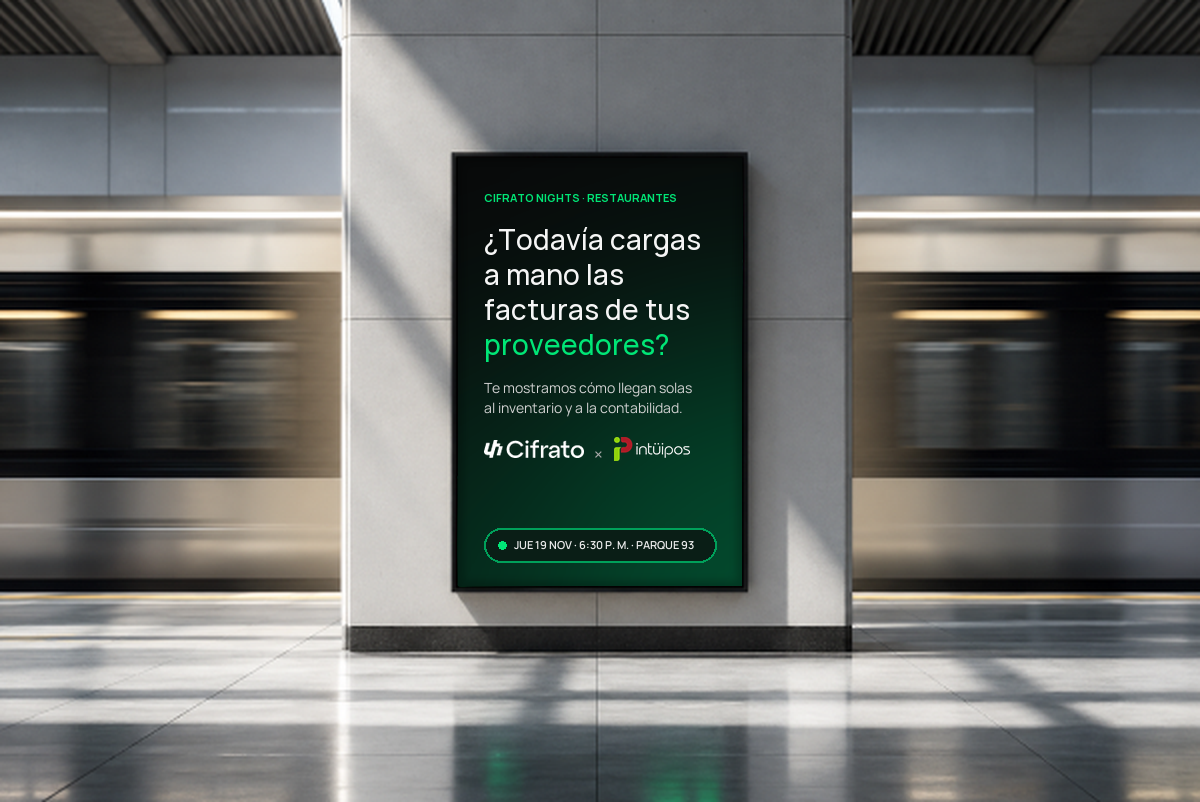 CIFRATO NIGHTS · RESTAURANTES
¿Todavía cargas
a mano las
facturas de tus
proveedores?
Te mostramos cómo llegan solas
al inventario y a la contabilidad.
Cifrato × intüipos
JUE 19 NOV · 6:30 P. M. · PARQUE 93